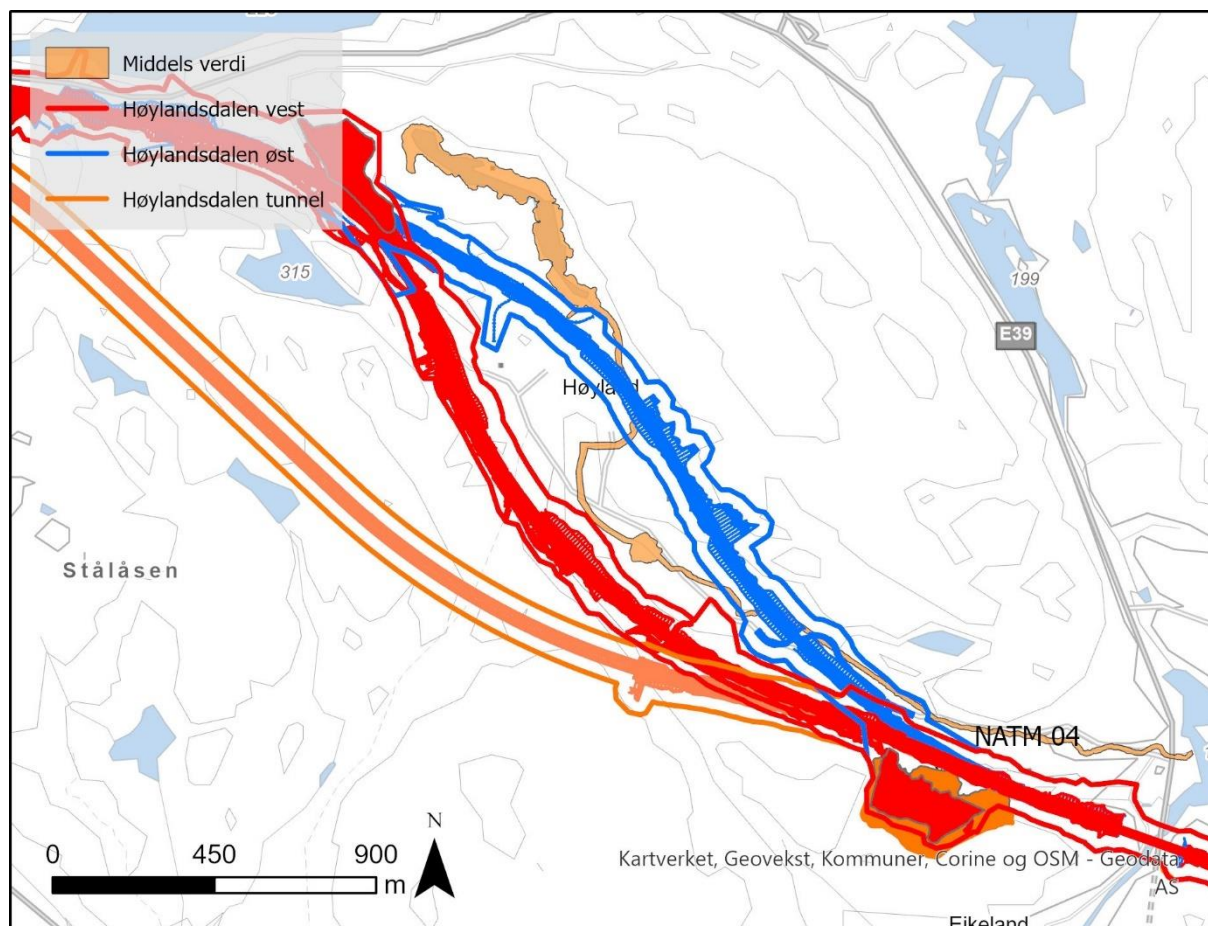 Middels verdi
Høylandsdalen vest
Høylandsdalen øst
Høylandsdalen tunnel
315
199
E39
Høyland
Stålåsen
NATM 04
N
0 450 900
m
Kartverket, Geovekst, Kommuner, Corine og OSM - Geodata
AS
Eikeland